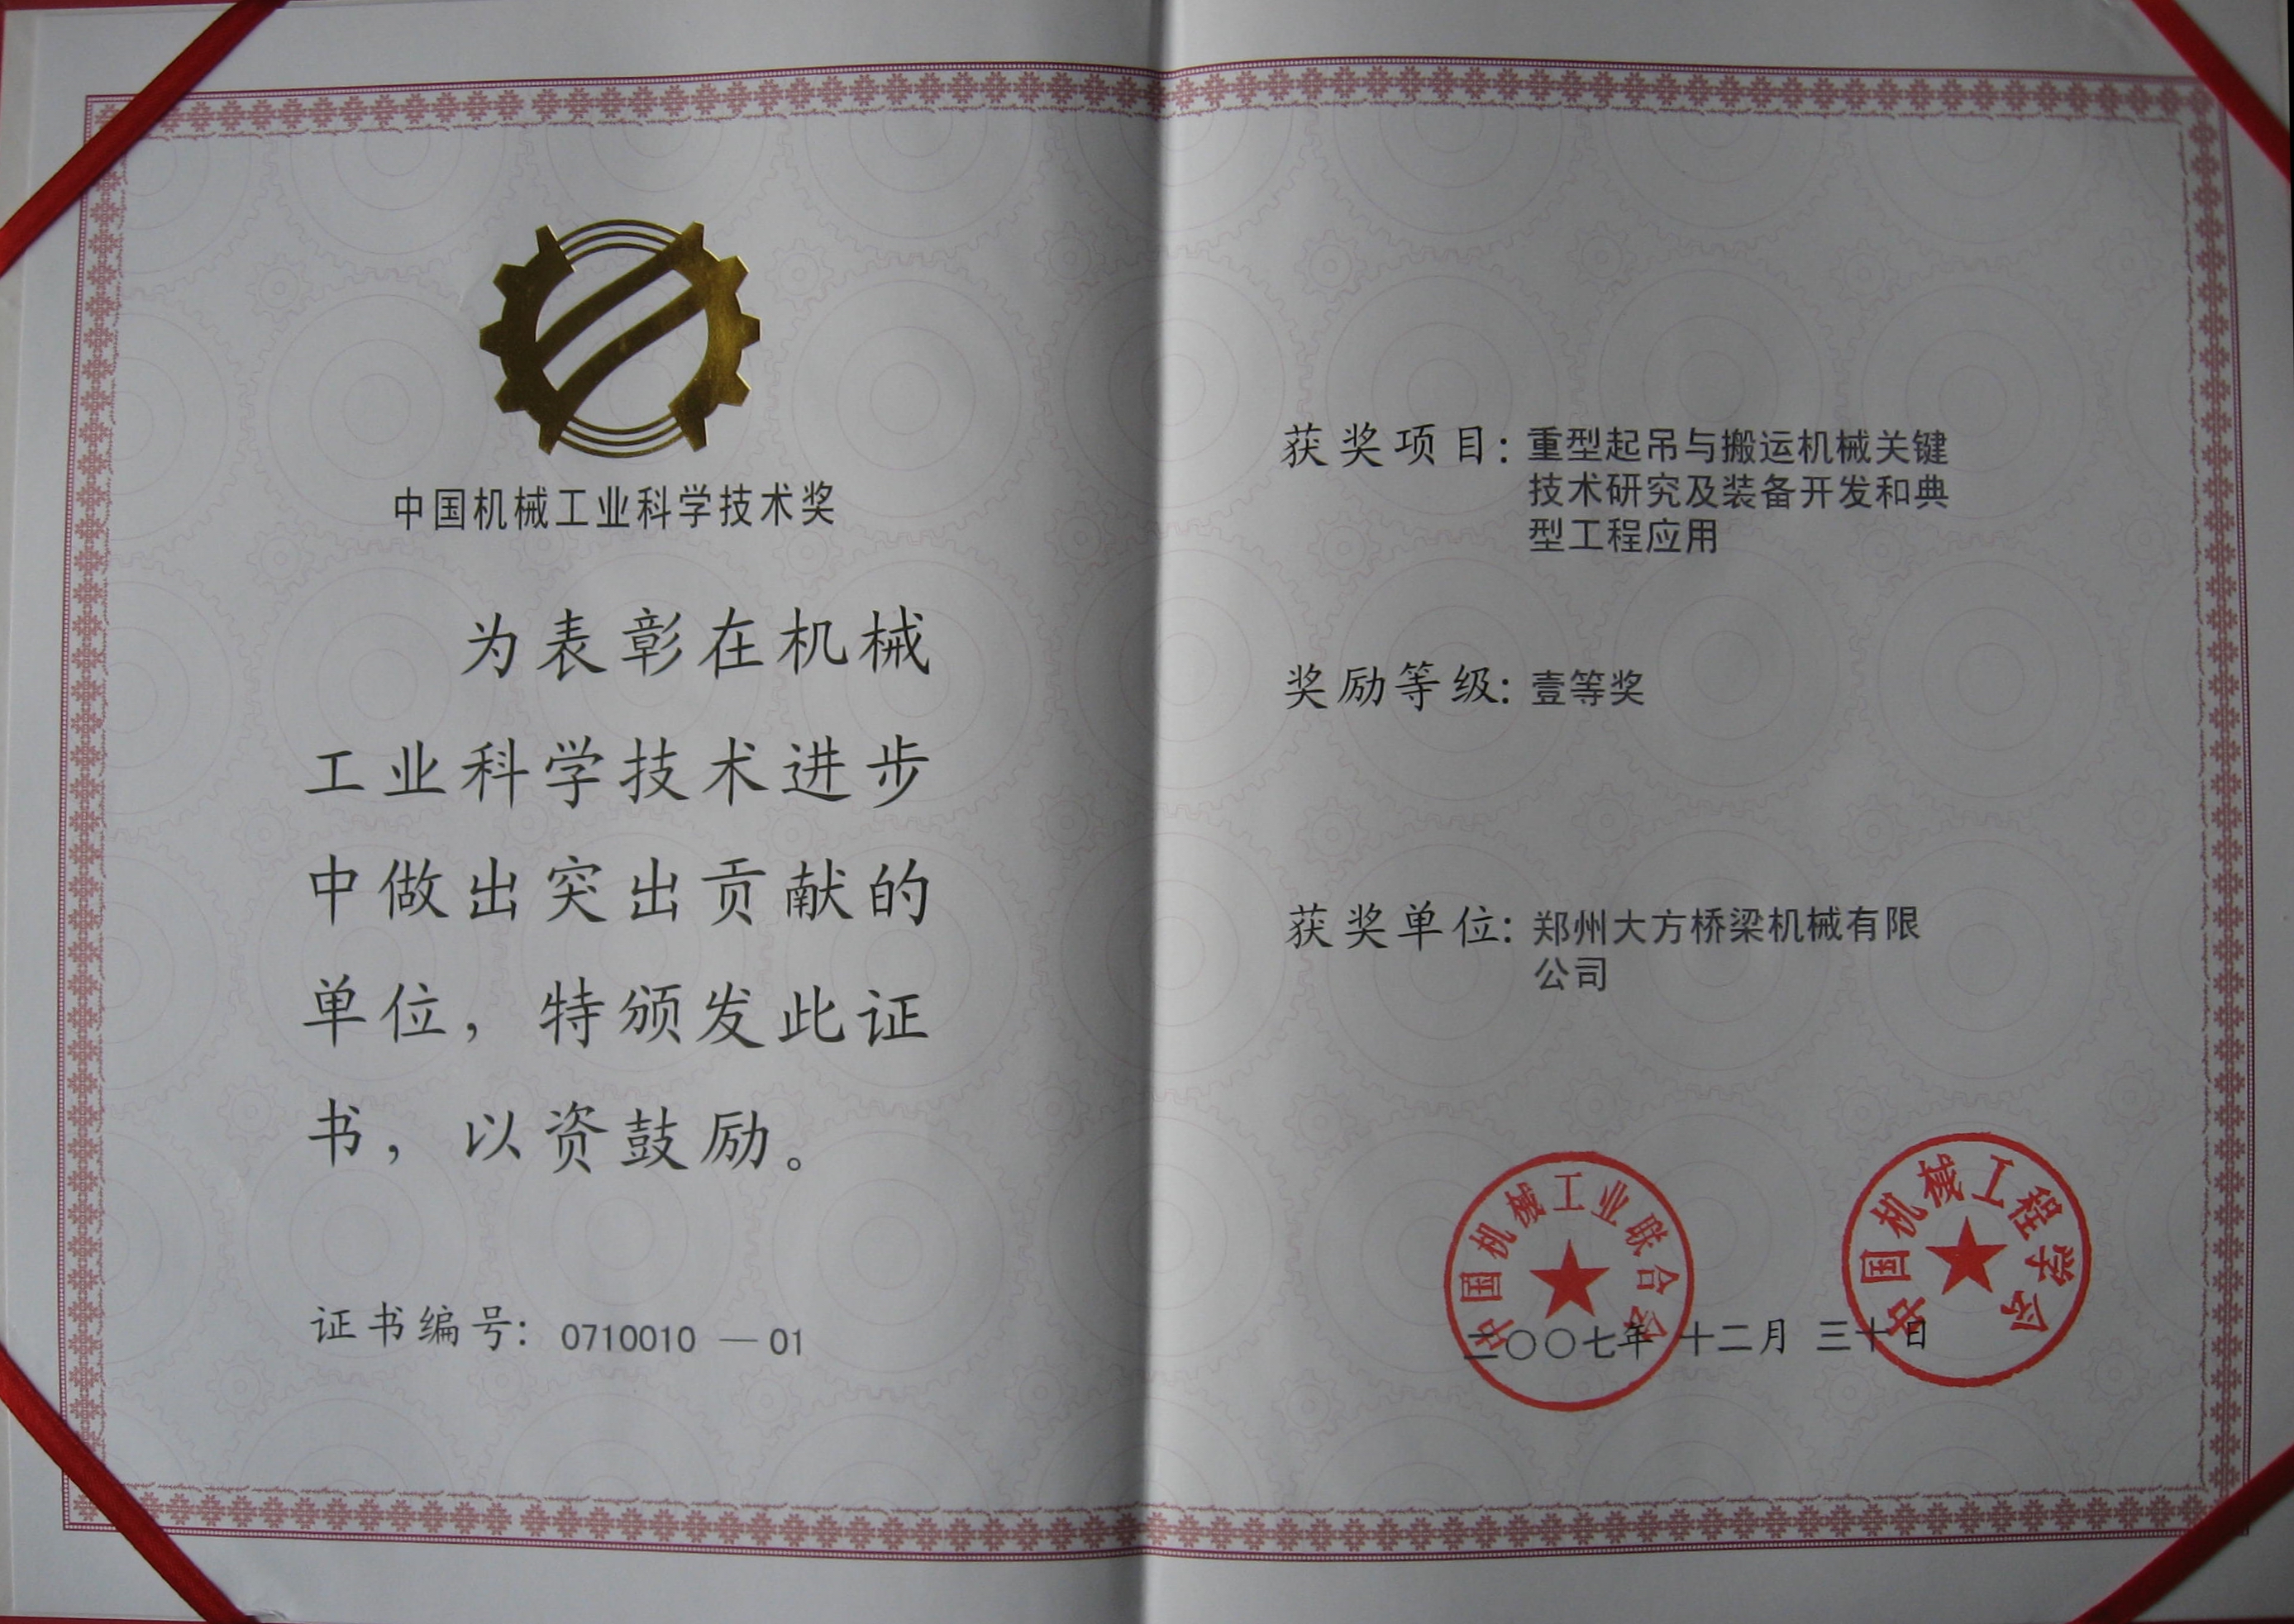 中国机械工业科学技术奖
为表彰在机械
工业科学技术进步
中做出突出贡献的
单位，特颁发此证
书，以资鼓励。
证书编号：0710010 — 01
获奖项目：重型起吊与搬运机械关键
技术研究及装备开发和典
型工程应用
奖励等级：壹等奖
获奖单位：郑州大方桥梁机械有限
公司
中国机械工业联合会
中国机械工程学会
二〇〇七年 十二月 三十日